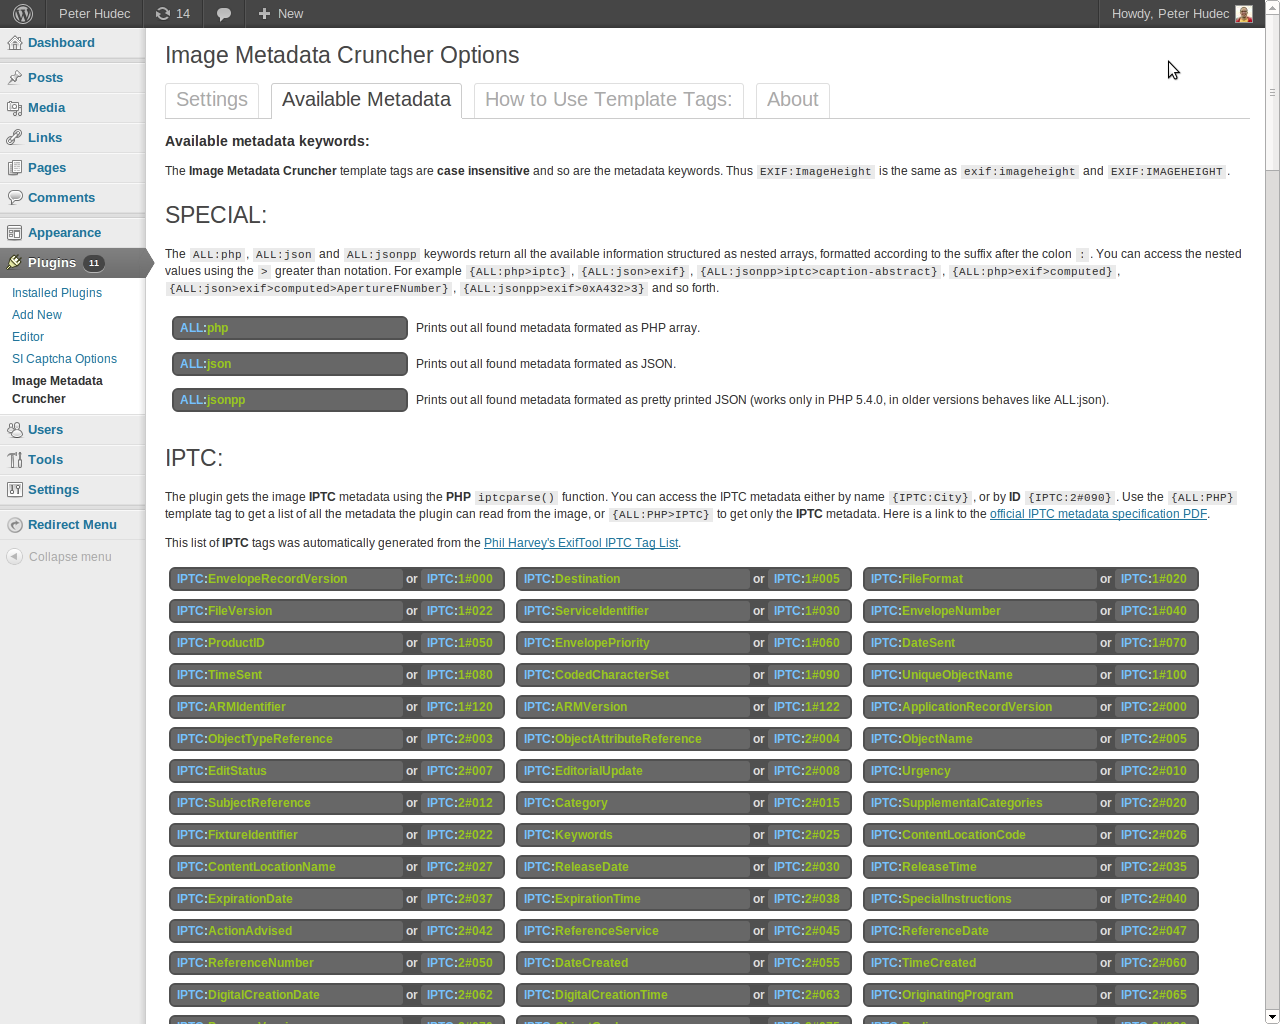 Peter Hudec 14 New Howdy, Peter Hudec
Dashboard
Posts
Media
Links
Pages
Comments
Appearance
Plugins 11
Installed Plugins
Add New
Editor
SI Captcha Options
Image Metadata
Cruncher
Users
Tools
Settings
Redirect Menu
Collapse menu
Image Metadata Cruncher Options
Settings Available Metadata How to Use Template Tags: About
Available metadata keywords:
The Image Metadata Cruncher template tags are case insensitive and so are the metadata keywords. Thus EXIF:ImageHeight is the same as exif:imageheight and EXIF:IMAGEHEIGHT.
SPECIAL:
The ALL:php, ALL:json and ALL:jsonpp keywords return all the available information structured as nested arrays, formatted according to the suffix after the colon :. You can access the nested
values using the > greater than notation. For example {ALL:php>iptc}, {ALL:json>exif}, {ALL:jsonpp>iptc>caption-abstract}, {ALL:php>exif>computed},
{ALL:json>exif>computed>ApertureFNumber}, {ALL:jsonpp>exif>0xA432>3} and so forth.
ALL:php Prints out all found metadata formated as PHP array.
ALL:json Prints out all found metadata formated as JSON.
ALL:jsonpp Prints out all found metadata formated as pretty printed JSON (works only in PHP 5.4.0, in older versions behaves like ALL:json).
IPTC:
The plugin gets the image IPTC metadata using the PHP iptcparse() function. You can access the IPTC metadata either by name {IPTC:City}, or by ID {IPTC:2#090}. Use the {ALL:PHP}
template tag to get a list of all the metadata the plugin can read from the image, or {ALL:PHP>IPTC} to get only the IPTC metadata. Here is a link to the official IPTC metadata specification PDF.
This list of IPTC tags was automatically generated from the Phil Harvey's ExifTool IPTC Tag List.
IPTC:EnvelopeRecordVersion or IPTC:1#000 IPTC:Destination or IPTC:1#005 IPTC:FileFormat or IPTC:1#020
IPTC:FileVersion or IPTC:1#022 IPTC:ServiceIdentifier or IPTC:1#030 IPTC:EnvelopeNumber or IPTC:1#040
IPTC:ProductID or IPTC:1#050 IPTC:EnvelopePriority or IPTC:1#060 IPTC:DateSent or IPTC:1#070
IPTC:TimeSent or IPTC:1#080 IPTC:CodedCharacterSet or IPTC:1#090 IPTC:UniqueObjectName or IPTC:1#100
IPTC:ARMIdentifier or IPTC:1#120 IPTC:ARMVersion or IPTC:1#122 IPTC:ApplicationRecordVersion or IPTC:2#000
IPTC:ObjectTypeReference or IPTC:2#003 IPTC:ObjectAttributeReference or IPTC:2#004 IPTC:ObjectName or IPTC:2#005
IPTC:EditStatus or IPTC:2#007 IPTC:EditorialUpdate or IPTC:2#008 IPTC:Urgency or IPTC:2#010
IPTC:SubjectReference or IPTC:2#012 IPTC:Category or IPTC:2#015 IPTC:SupplementalCategories or IPTC:2#020
IPTC:FixtureIdentifier or IPTC:2#022 IPTC:Keywords or IPTC:2#025 IPTC:ContentLocationCode or IPTC:2#026
IPTC:ContentLocationName or IPTC:2#027 IPTC:ReleaseDate or IPTC:2#030 IPTC:ReleaseTime or IPTC:2#035
IPTC:ExpirationDate or IPTC:2#037 IPTC:ExpirationTime or IPTC:2#038 IPTC:SpecialInstructions or IPTC:2#040
IPTC:ActionAdvised or IPTC:2#042 IPTC:ReferenceService or IPTC:2#045 IPTC:ReferenceDate or IPTC:2#047
IPTC:ReferenceNumber or IPTC:2#050 IPTC:DateCreated or IPTC:2#055 IPTC:TimeCreated or IPTC:2#060
IPTC:DigitalCreationDate or IPTC:2#062 IPTC:DigitalCreationTime or IPTC:2#063 IPTC:OriginatingProgram or IPTC:2#065